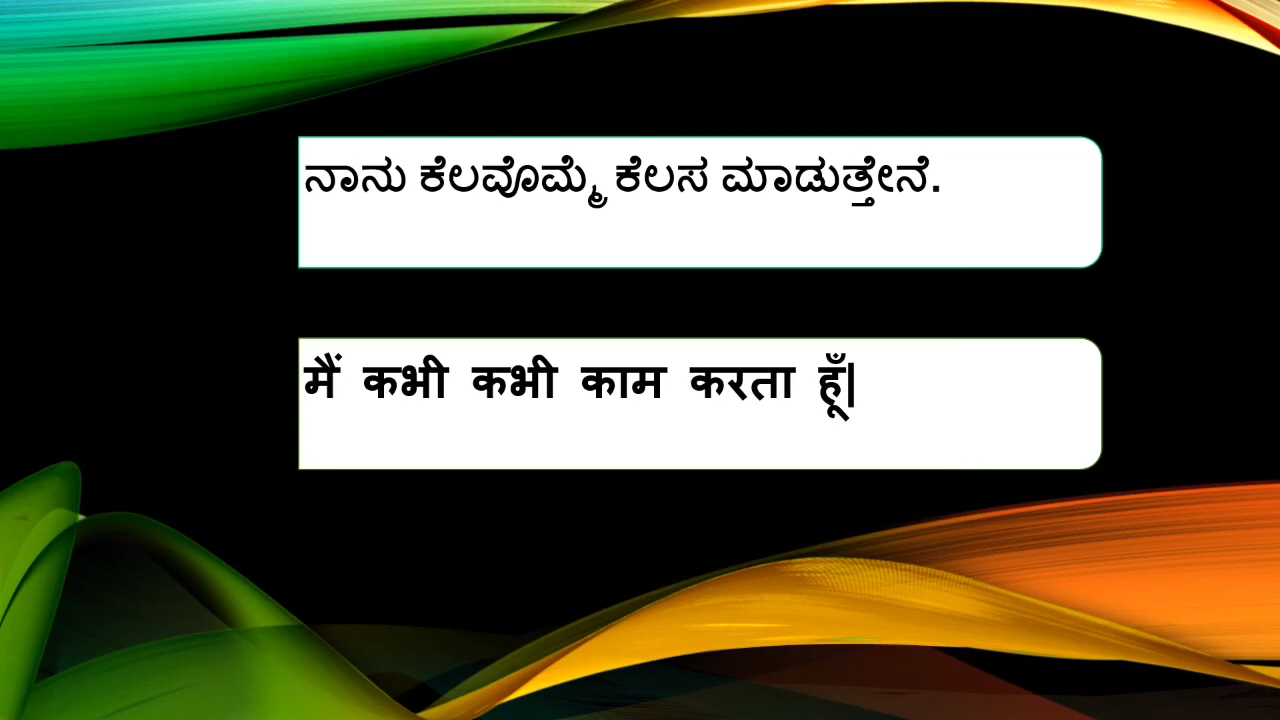 ನಾನು ಕೆಲವೊಮ್ಮೆ ಕೆಲಸ ಮಾಡುತ್ತೇನೆ.
मैं कभी कभी काम करता हूँ|